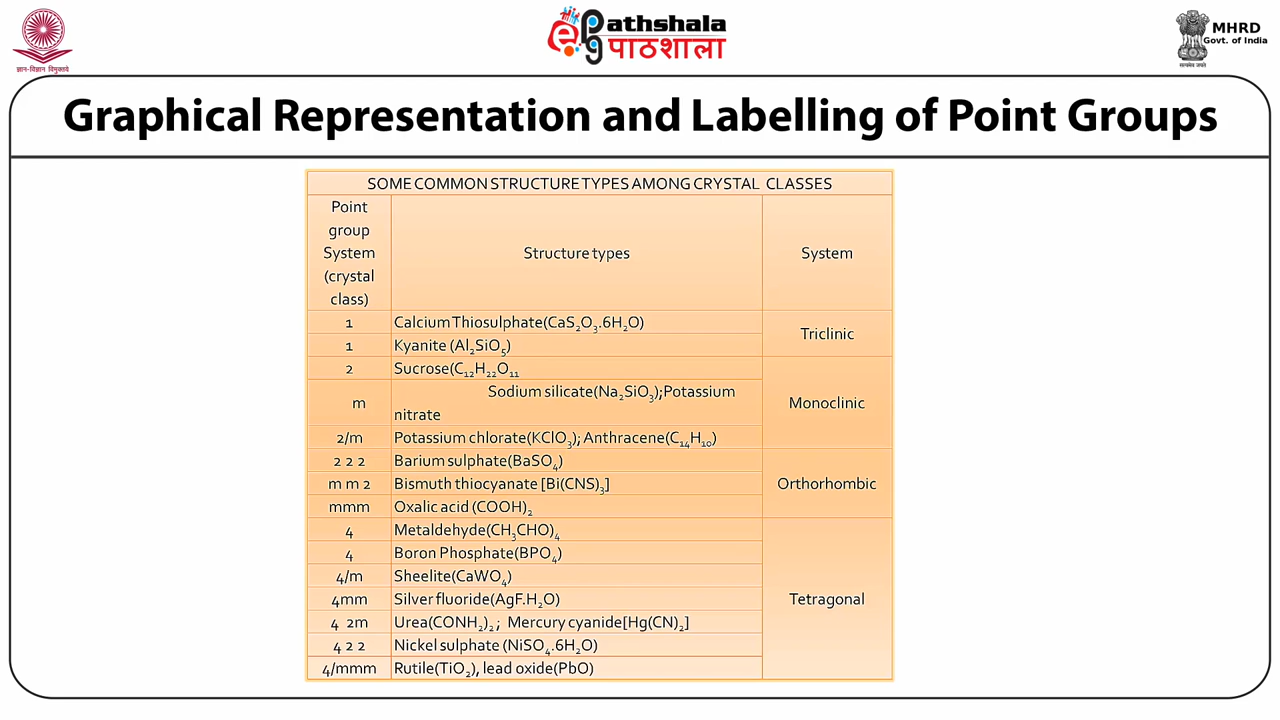 ज्ञान-विज्ञान विमुक्तये
ePathshala
पाठशाला
MHRD
Govt. of India
सत्यमेव जयते
Graphical Representation and Labelling of Point Groups
SOME COMMON STRUCTURE TYPES AMONG CRYSTAL CLASSES
Point group System (crystal class) Structure types System
1 Calcium Thiosulphate(CaS₂O₃.6H₂O) Triclinic
1 Kyanite (Al₂SiO₅)
2 Sucrose(C₁₂H₂₂O₁₁ Monoclinic
m Sodium silicate(Na₂SiO₃);Potassium
nitrate
2/m Potassium chlorate(KClO₃); Anthracene(C₁₄H₁₀)
2 2 2 Barium sulphate(BaSO₄) Orthorhombic
m m 2 Bismuth thiocyanate [Bi(CNS)₃]
mmm Oxalic acid (COOH)₂
4 Metaldehyde(CH₃CHO)₄ Tetragonal
4 Boron Phosphate(BPO₄)
4/m Sheelite(CaWO₄)
4mm Silver fluoride(AgF.H₂O)
4 2m Urea(CONH₂)₂ ; Mercury cyanide[Hg(CN)₂]
4 2 2 Nickel sulphate (NiSO₄.6H₂O)
4/mmm Rutile(TiO₂), lead oxide(PbO)